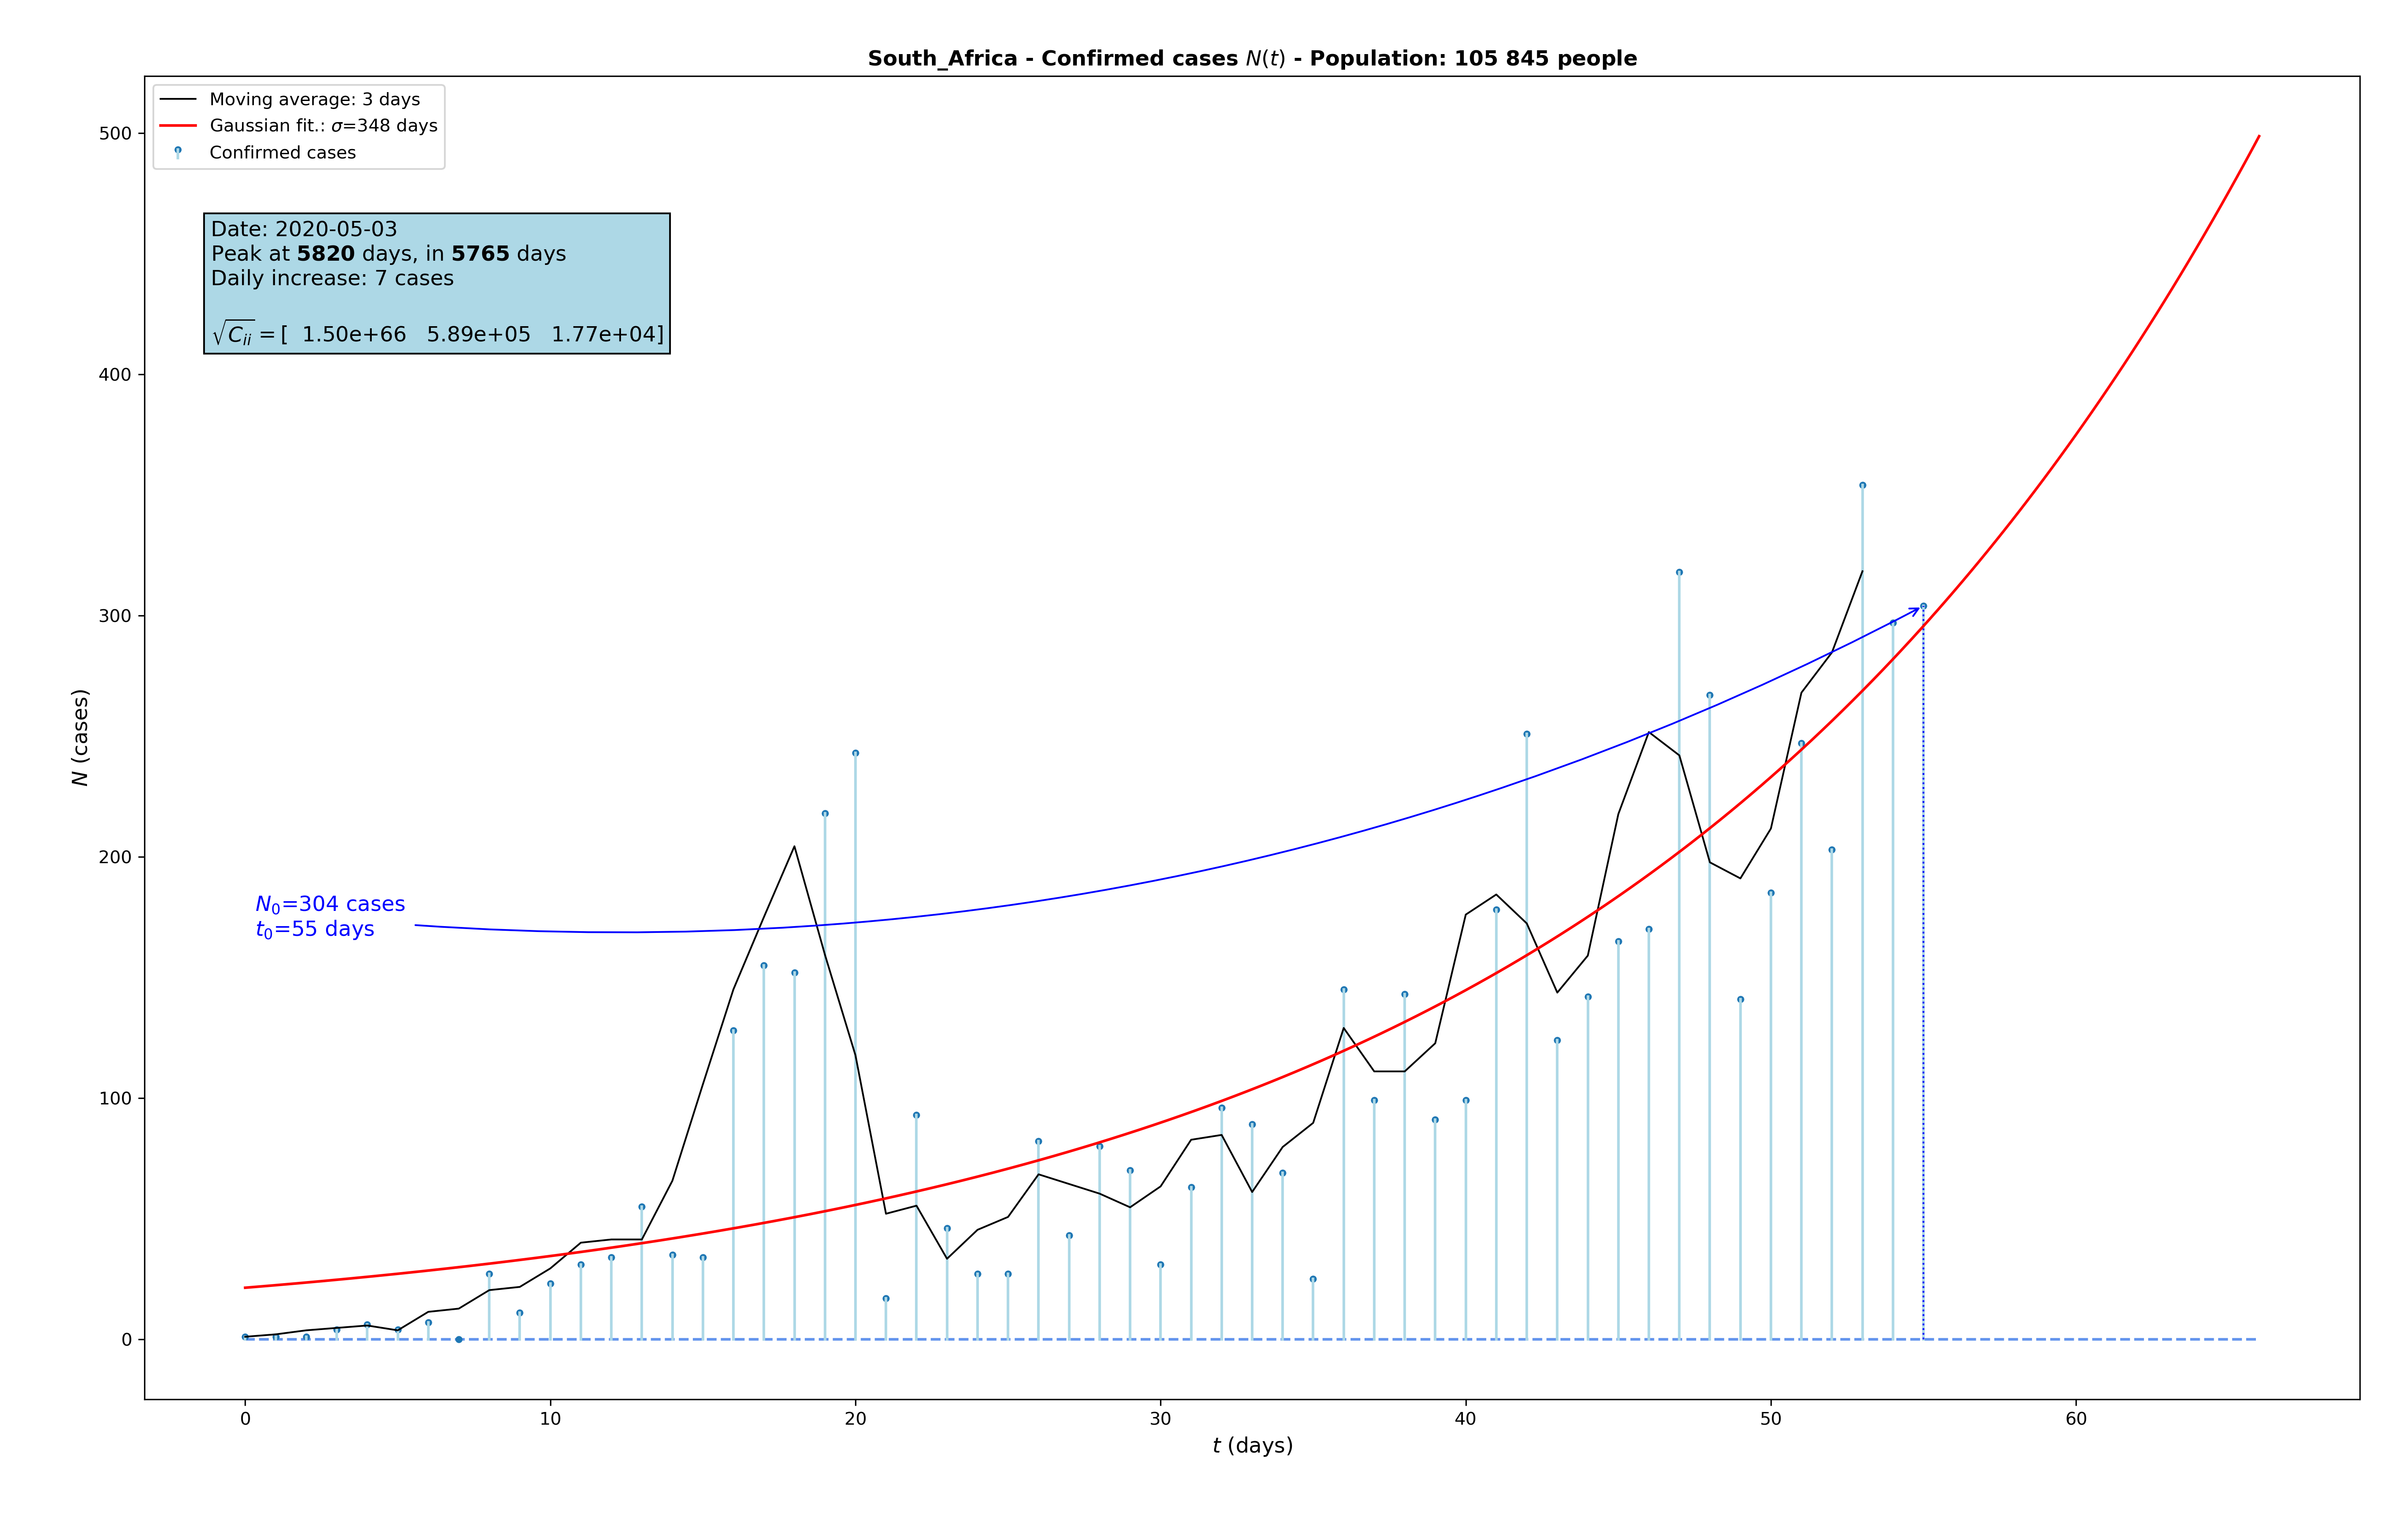 South_Africa - Confirmed cases N(t) - Population: 105 845 people
Moving average: 3 days
Gaussian fit.: σ=348 days
Confirmed cases
Date: 2020-05-03
Peak at 5820 days, in 5765 days
Daily increase: 7 cases
√C_ii = [ 1.50e+66 5.89e+05 1.77e+04]
N_0=304 cases
t_0=55 days
500
400
300
200
100
0
N (cases)
0 10 20 30 40 50 60
t (days)